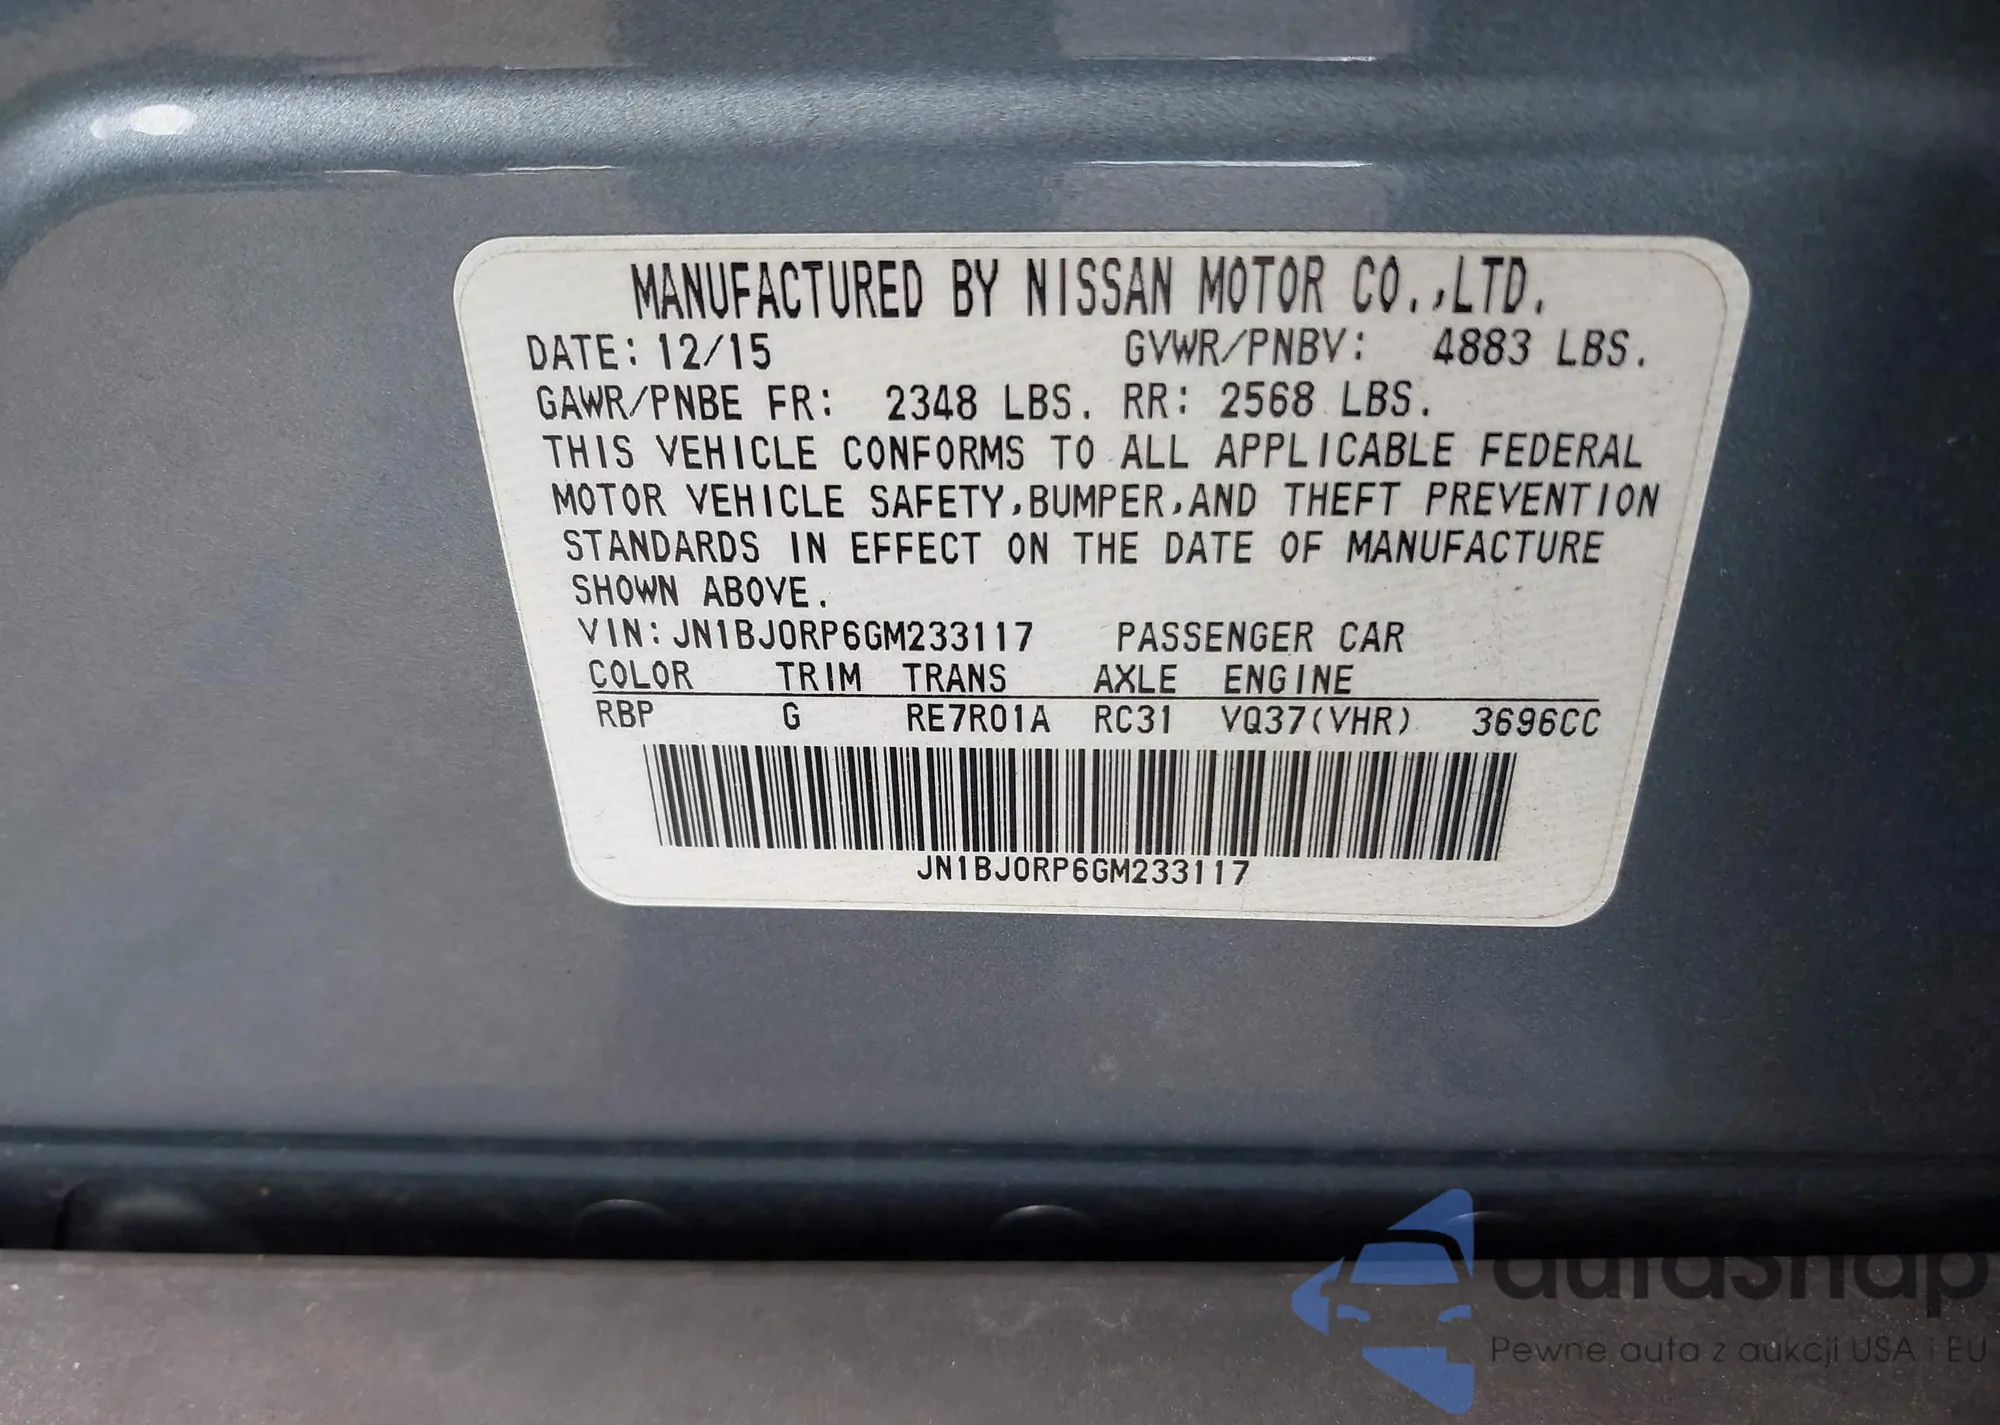 MANUFACTURED BY NISSAN MOTOR CO.,LTD.
DATE: 12/15 GVWR/PNBV: 4883 LBS.
GAWR/PNBE FR: 2348 LBS. RR: 2568 LBS.
THIS VEHICLE CONFORMS TO ALL APPLICABLE FEDERAL
MOTOR VEHICLE SAFETY,BUMPER,AND THEFT PREVENTION
STANDARDS IN EFFECT ON THE DATE OF MANUFACTURE
SHOWN ABOVE.
VIN:JN1BJ0RP6GM233117 PASSENGER CAR
COLOR TRIM TRANS AXLE ENGINE
RBP G RE7R01A RC31 VQ37(VHR) 3696CC
JN1BJ0RP6GM233117
autaSnap
Pewne auta z aukcji USA i EU